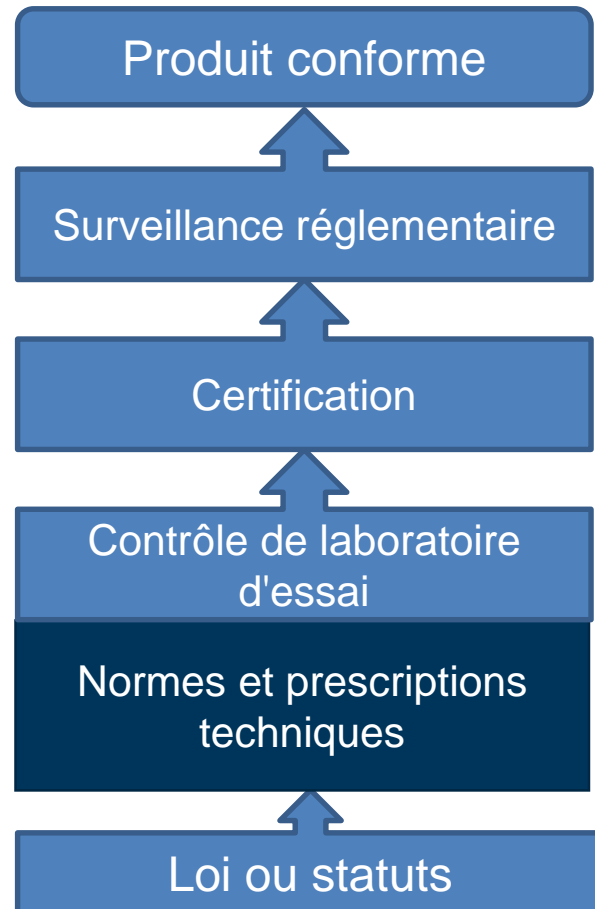 Produit conforme
Surveillance réglementaire
Certification
Contrôle de laboratoire
d'essai
Normes et prescriptions
techniques
Loi ou statuts